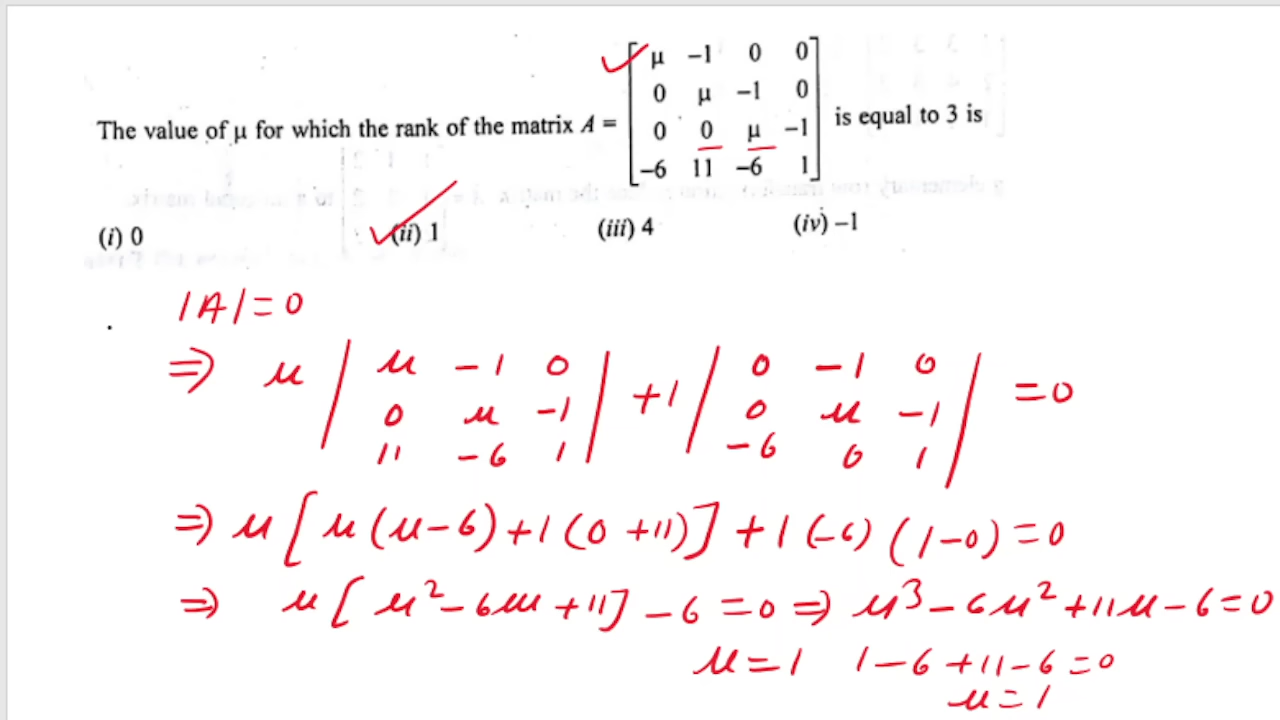 The value of μ for which the rank of the matrix A = [μ −1 0 0
0 μ −1 0
0 0 μ −1
−6 11 −6 1] is equal to 3 is
(i) 0 (ii) 1 (iii) 4 (iv) −1
|A| = 0
⇒ μ | μ −1 0 | +1 | 0 −1 0 | = 0
0 μ −1 0 μ −1
11 −6 1 −6 6 1
⇒ μ[μ(μ−6)+1(0+11)] +1(−6)(1−0) = 0
⇒ μ[μ²−6μ+11]−6=0 ⇒ μ³−6μ²+11μ−6=0
μ=1 1−6+11−6=0
μ=1